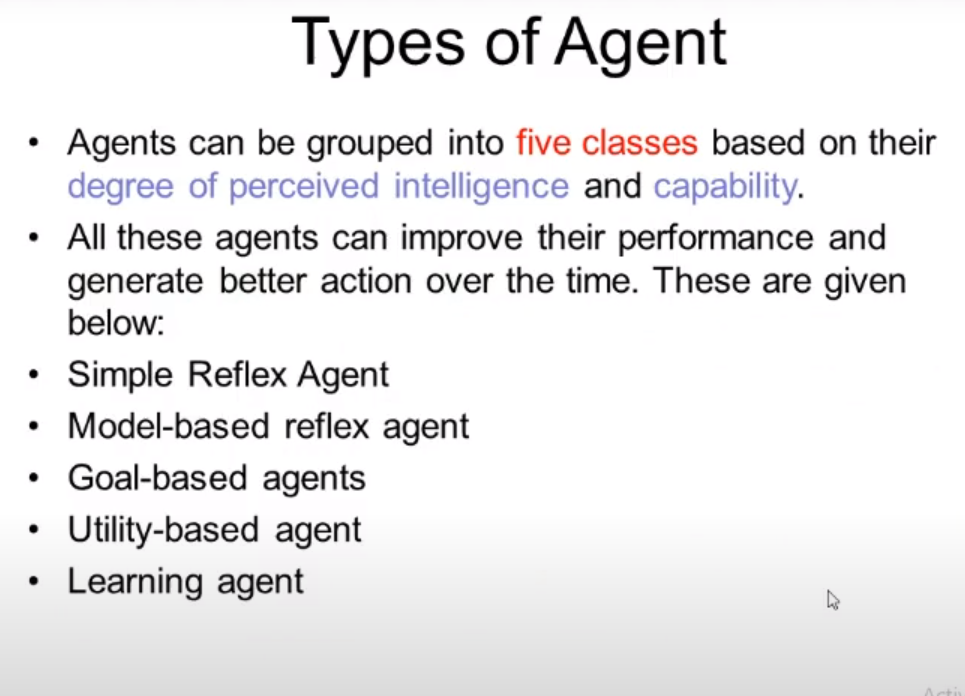 Types of Agent
• Agents can be grouped into five classes based on their
degree of perceived intelligence and capability.
• All these agents can improve their performance and
generate better action over the time. These are given
below:
• Simple Reflex Agent
• Model-based reflex agent
• Goal-based agents
• Utility-based agent
• Learning agent